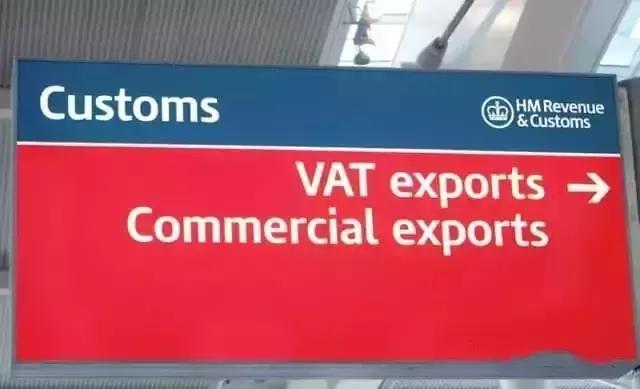 Customs
HM Revenue
& Customs
VAT exports →
Commercial exports